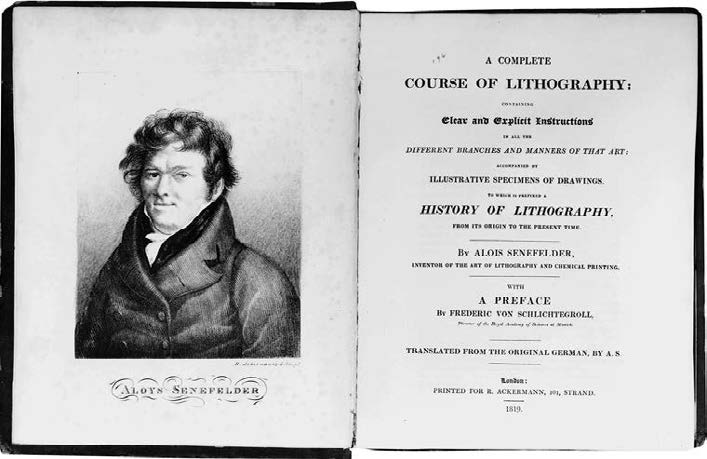 ALOYS SENEFELDER
A COMPLETE
COURSE OF LITHOGRAPHY:
CONTAINING
Clear and Explicit Instructions
IN ALL THE
DIFFERENT BRANCHES AND MANNERS OF THAT ART:
ACCOMPANIED BY
ILLUSTRATIVE SPECIMENS OF DRAWINGS.
TO WHICH IS PREFIXED A
HISTORY OF LITHOGRAPHY,
FROM ITS ORIGIN TO THE PRESENT TIME.
BY ALOIS SENEFELDER,
INVENTOR OF THE ART OF LITHOGRAPHY AND CHEMICAL PRINTING.
WITH
A PREFACE
BY FREDERIC VON SCHLICHTEGROLL,
Director of the Royal Academy of Sciences at Munich.
TRANSLATED FROM THE ORIGINAL GERMAN, BY A. S.
London:
PRINTED FOR R. ACKERMANN, 101, STRAND.
1819.